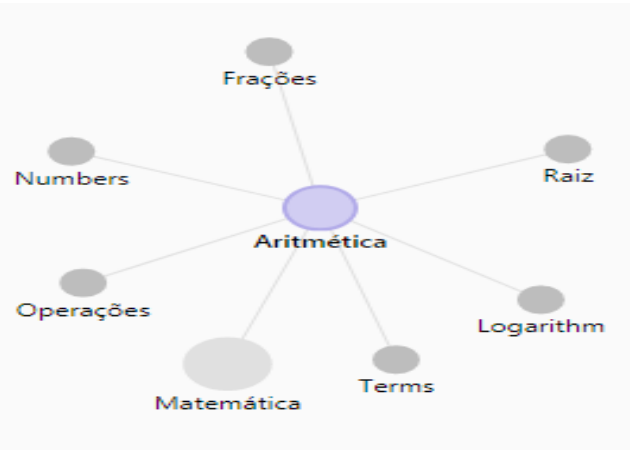 Frações
Numbers
Raiz
Aritmética
Operações
Logarithm
Terms
Matemática